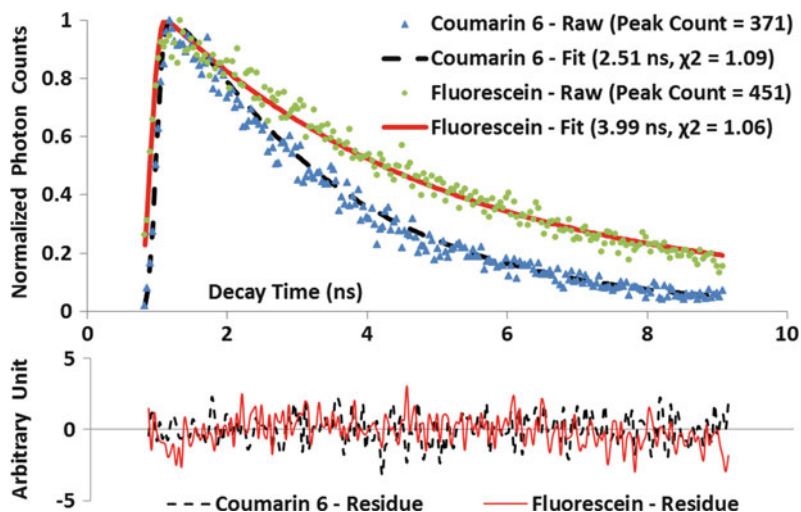 Normalized Photon Counts
1
0.8
0.6
0.4
0.2
0
Coumarin 6 - Raw (Peak Count = 371)
Coumarin 6 - Fit (2.51 ns, χ2 = 1.09)
Fluorescein - Raw (Peak Count = 451)
Fluorescein - Fit (3.99 ns, χ2 = 1.06)
Decay Time (ns)
0 2 4 6 8 10
Arbitrary Unit
5
0
-5
Coumarin 6 - Residue Fluorescein - Residue